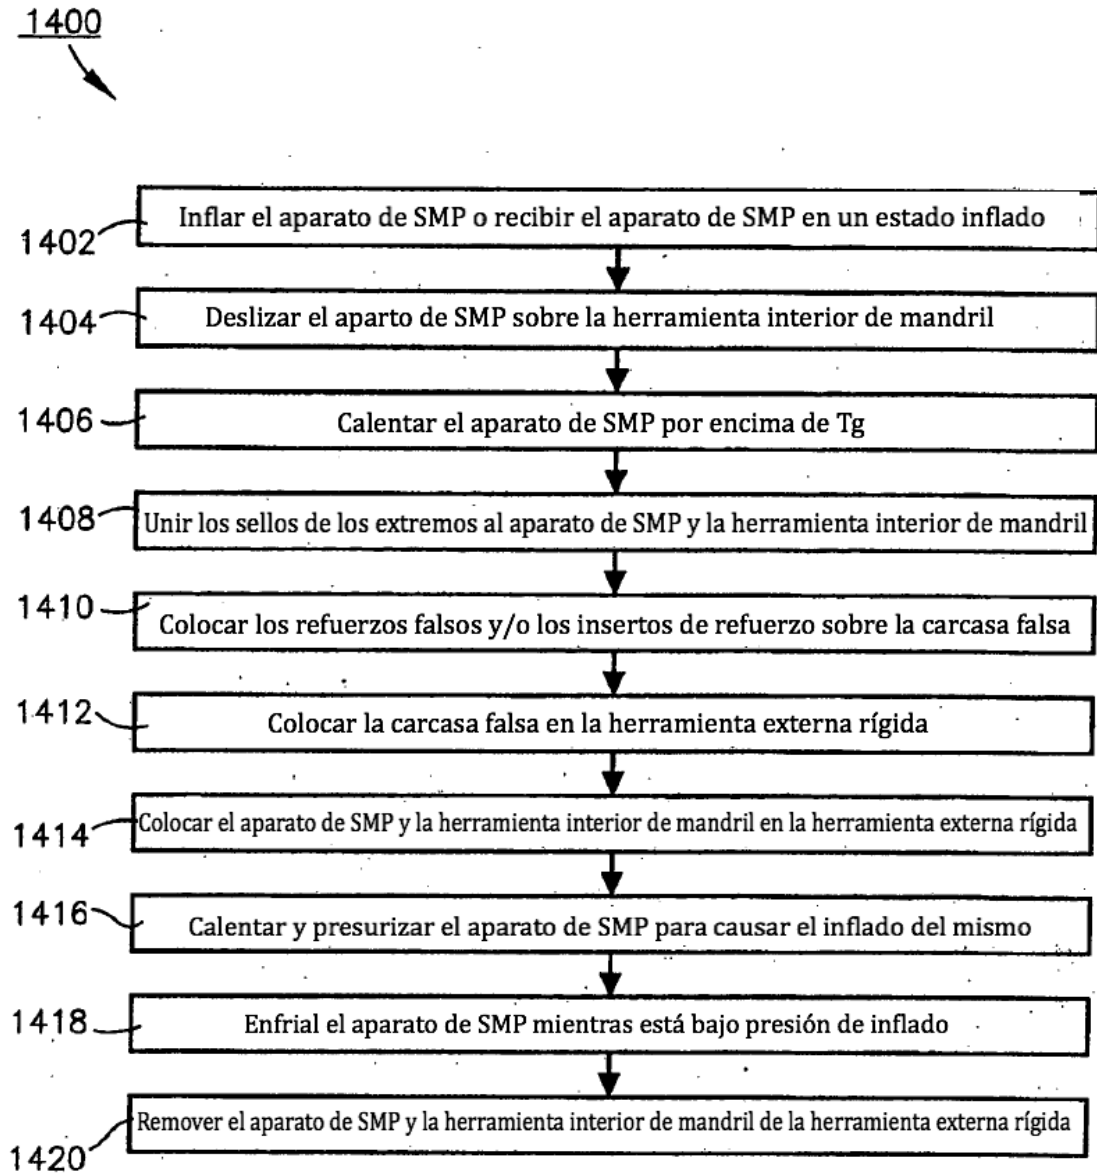 1400
1402 Inflar el aparato de SMP o recibir el aparato de SMP en un estado inflado
1404 Deslizar el aparto de SMP sobre la herramienta interior de mandril
1406 Calentar el aparato de SMP por encima de Tg
1408 Unir los sellos de los extremos al aparato de SMP y la herramienta interior de mandril
1410 Colocar los refuerzos falsos y/o los insertos de refuerzo sobre la carcasa falsa
1412 Colocar la carcasa falsa en la herramienta externa rígida
1414 Colocar el aparato de SMP y la herramienta interior de mandril en la herramienta externa rígida
1416 Calentar y presurizar el aparato de SMP para causar el inflado del mismo
1418 Enfrial el aparato de SMP mientras está bajo presión de inflado
1420 Remover el aparato de SMP y la herramienta interior de mandril de la herramienta externa rígida